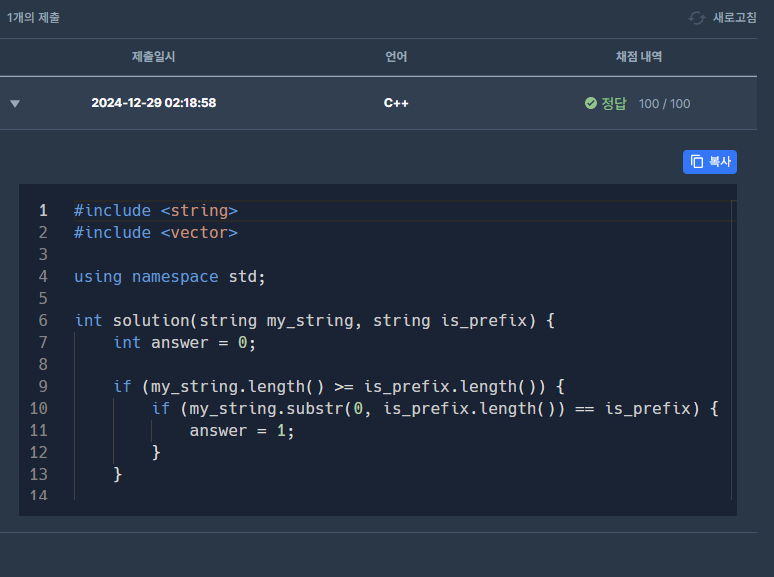 1개의 제출 새로고침
제출일시 언어 채점 내역
2024-12-29 02:18:58 C++ 정답 100 / 100
복사
1 #include <string>
2 #include <vector>
3
4 using namespace std;
5
6 int solution(string my_string, string is_prefix) {
7     int answer = 0;
8
9     if (my_string.length() >= is_prefix.length()) {
10         if (my_string.substr(0, is_prefix.length()) == is_prefix) {
11             answer = 1;
12         }
13     }
14